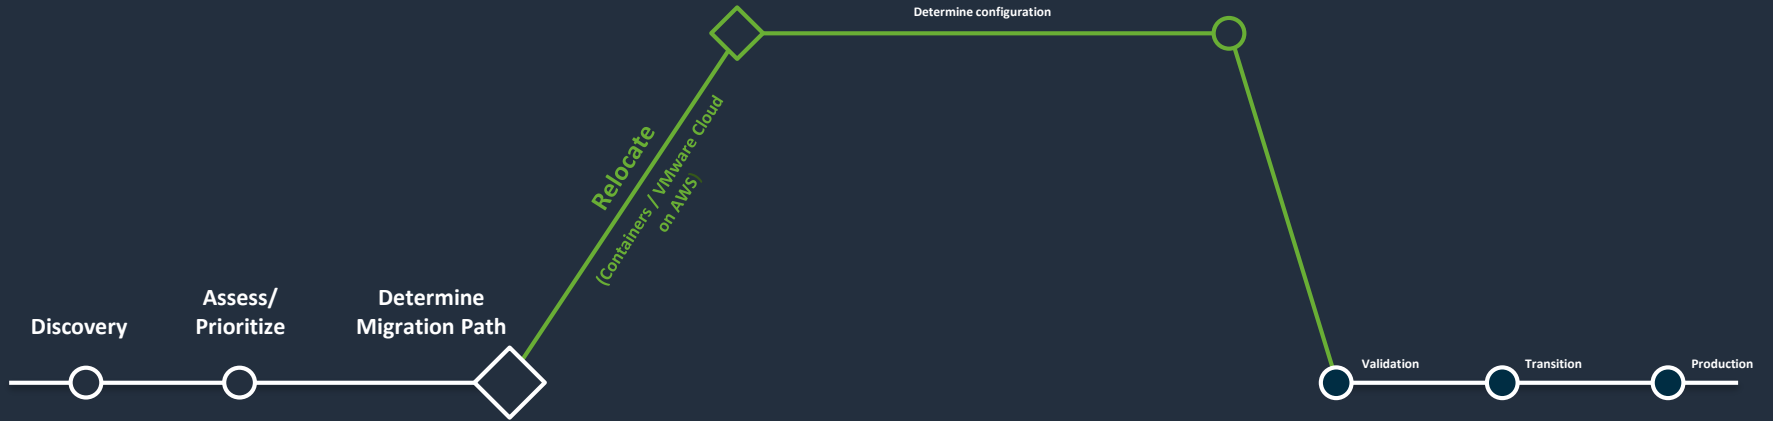 Determine configuration
Relocate
(Containers / VMware Cloud
on AWS)
Discovery
Assess/
Prioritize
Determine
Migration Path
Validation
Transition
Production